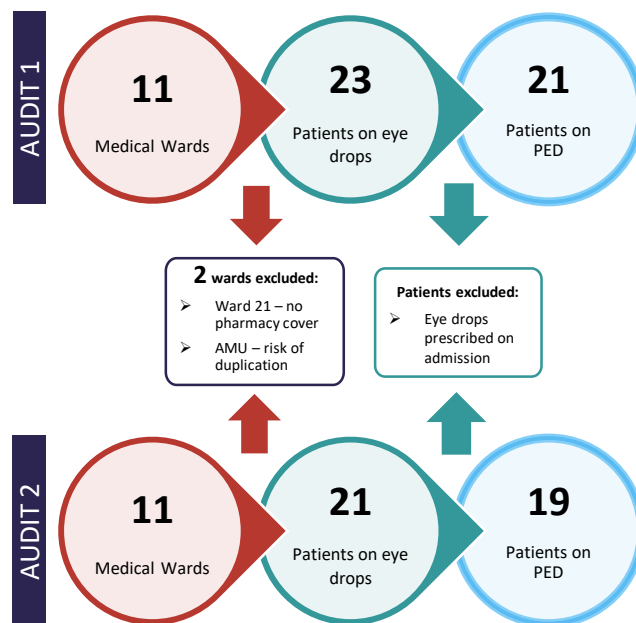 AUDIT 1
11
Medical Wards
23
Patients on eye
drops
21
Patients on
PED
2 wards excluded:
➤ Ward 21 – no
pharmacy cover
➤ AMU – risk of
duplication
Patients excluded:
➤ Eye drops
prescribed on
admission
AUDIT 2
11
Medical Wards
21
Patients on eye
drops
19
Patients on
PED